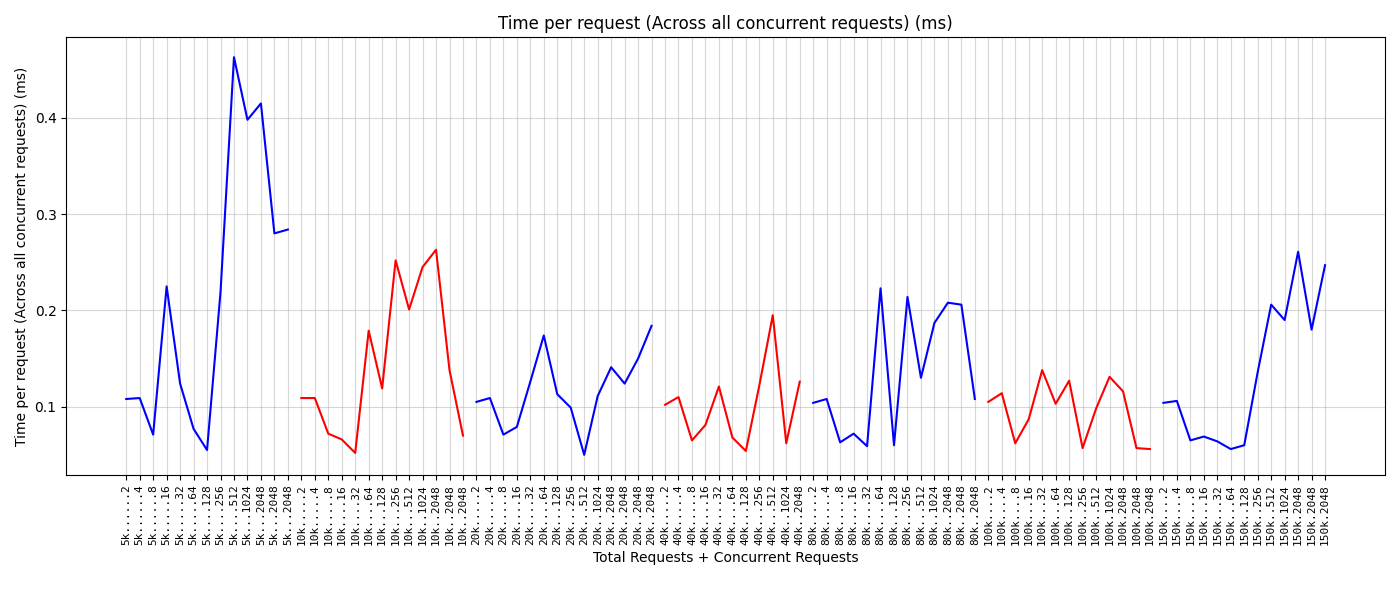 Time per request (Across all concurrent requests) (ms)
Time per request (Across all concurrent requests) (ms)
0.4
0.3
0.2
0.1
5k......2
5k......4
5k......8
5k.....16
5k.....32
5k.....64
5k....128
5k....256
5k....512
5k...1024
5k...2048
5k...2048
5k...2048
10k.....2
10k.....4
10k.....8
10k....16
10k....32
10k....64
10k...128
10k...256
10k...512
10k..1024
10k..2048
10k..2048
10k..2048
20k.....2
20k.....4
20k.....8
20k....16
20k....32
20k....64
20k...128
20k...256
20k...512
20k..1024
20k..2048
20k..2048
20k..2048
20k..2048
40k.....2
40k.....4
40k.....8
40k....16
40k....32
40k....64
40k...128
40k...256
40k...512
40k..1024
40k..2048
80k.....2
80k.....4
80k.....8
80k....16
80k....32
80k....64
80k...128
80k...256
80k...512
80k..1024
80k..2048
80k..2048
80k..2048
100k....2
100k....4
100k....8
100k...16
100k...32
100k...64
100k..128
100k..256
100k..512
100k.1024
100k.2048
100k.2048
100k.2048
150k....2
150k....4
150k....8
150k...16
150k...32
150k...64
150k..128
150k..256
150k..512
150k.1024
150k.2048
150k.2048
150k.2048
Total Requests + Concurrent Requests